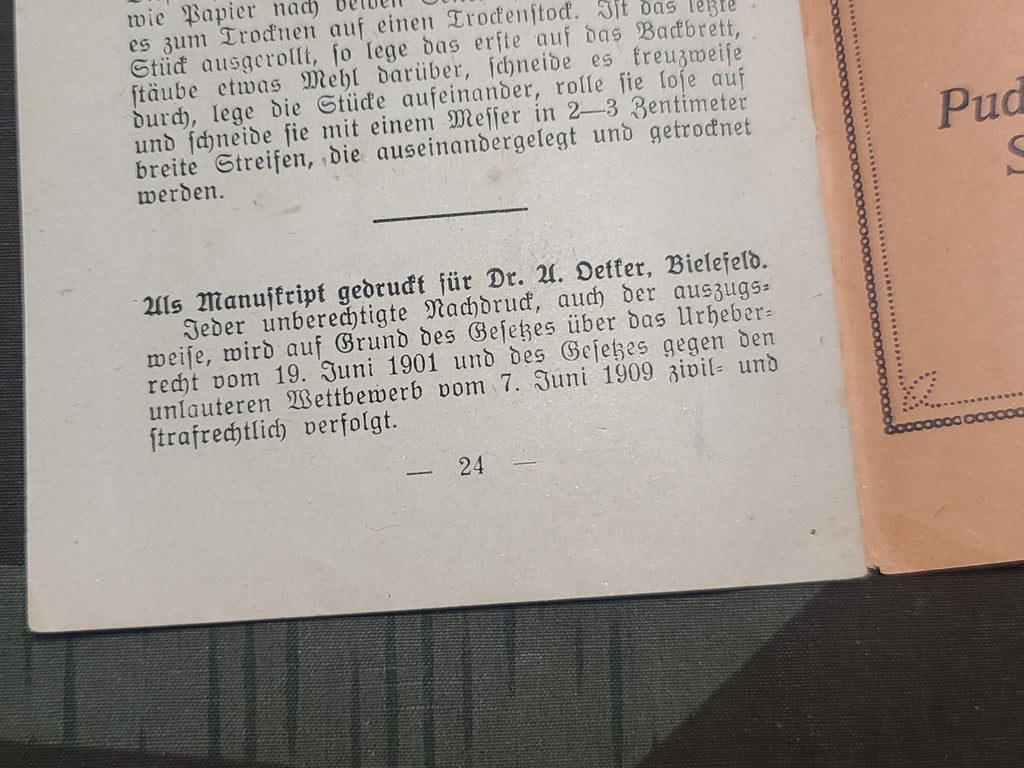 wie Papier nach beiden
es zum Trocknen auf einen Trockenstock. Ist das letzte
Stück ausgerollt, so lege das erste auf das Backbrett,
stäube etwas Mehl darüber, schneide es kreuzweise
durch, lege die Stücke aufeinander, rolle sie lose auf
und schneide sie mit einem Messer in 2—3 Zentimeter
breite Streifen, die auseinandergelegt und getrocknet
werden.
Als Manuskript gedruckt für Dr. A. Oetker, Bielefeld.
Jeder unberechtigte Nachdruck, auch der auszugs-
weise, wird auf Grund des Gesetzes über das Urheber-
recht vom 19. Juni 1901 und des Gesetzes gegen den
unlauteren Wettbewerb vom 7. Juni 1909 zivil- und
strafrechtlich verfolgt.
— 24 —
Pud
S